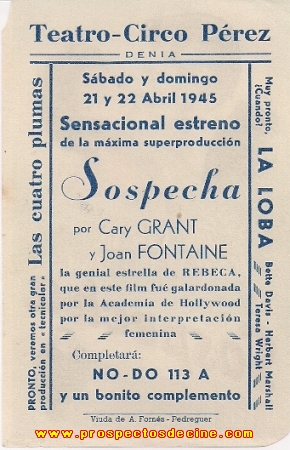 Teatro-Circo Pérez
DENIA
PRONTO, veremos otra gran
producción en «tecnicolor»
Las cuatro plumas
Sábado y domingo
21 y 22 Abril 1945
Sensacional estreno
de la máxima superproducción
Sospecha
por Cary GRANT
y Joan FONTAINE
la genial estrella de REBECA,
que en este film fué galardonada
por la Academia de Hollywood
por la mejor interpretación
femenina
Completará:
NO-DO 113 A
y un bonito complemento
Muy pronto,
¿Cuando?
LA LOBA
Bette Davis - Herbert Marshall
Teresa Wright
Viuda de A. Fornés - Pedreguer
www.prospectosdecine.com